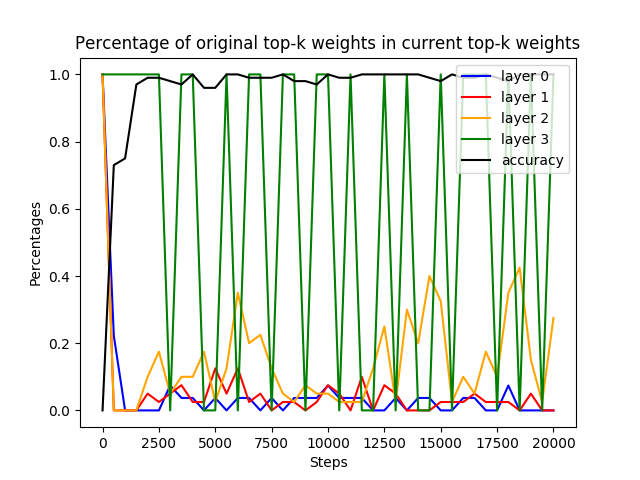 Percentage of original top-k weights in current top-k weights
1.0
0.8
0.6
0.4
0.2
0.0
Percentages
layer 0
layer 1
layer 2
layer 3
accuracy
0 2500 5000 7500 10000 12500 15000 17500 20000
Steps